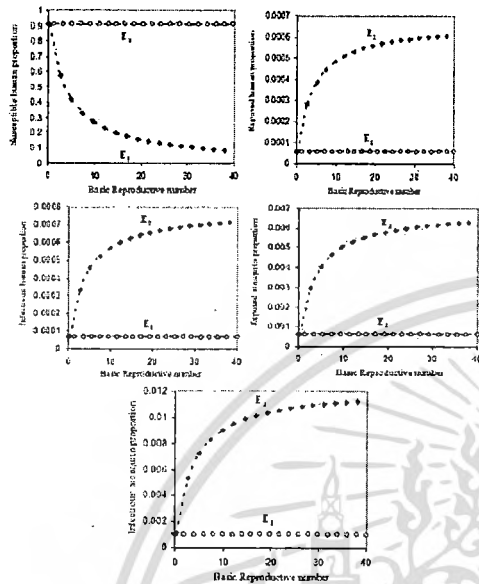 Susceptible human proportion
1
0.9
0.8
0.7
0.6
0.5
0.4
0.3
0.2
0.1
0
E₁
0 10 20 30 40
Basic Reproductive number
Exposed human proportion
0.0007
0.0006
0.0005
0.0004
0.0003
0.0002
0.0001
0
E₂
E₁
0 10 20 30 40
Basic Reproductive number
Infectious human proportion
0.0008
0.0007
0.0006
0.0005
0.0004
0.0003
0.0002
0.0001
0
E₂
E₁
0 10 20 30 40
Basic Reproductive number
Exposed mosquito proportion
0.007
0.006
0.005
0.004
0.003
0.002
0.001
0
0 10 20 30 40
Basic Reproductive number
Infectious mosquito proportion
0.012
0.01
0.008
0.006
0.004
0.002
0
E₂
E₁
0 10 20 30 40
Basic Reproductive number